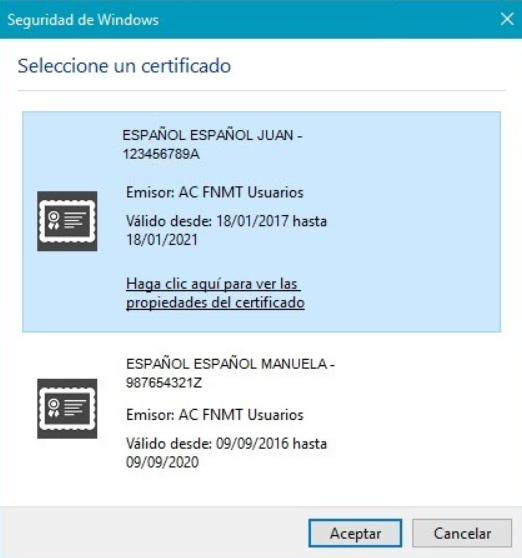 Seguridad de Windows
Seleccione un certificado
ESPAÑOL ESPAÑOL JUAN -
123456789A
Emisor: AC FNMT Usuarios
Válido desde: 18/01/2017 hasta
18/01/2021
Haga clic aquí para ver las
propiedades del certificado
ESPAÑOL ESPAÑOL MANUELA -
987654321Z
Emisor: AC FNMT Usuarios
Válido desde: 09/09/2016 hasta
09/09/2020
Aceptar
Cancelar